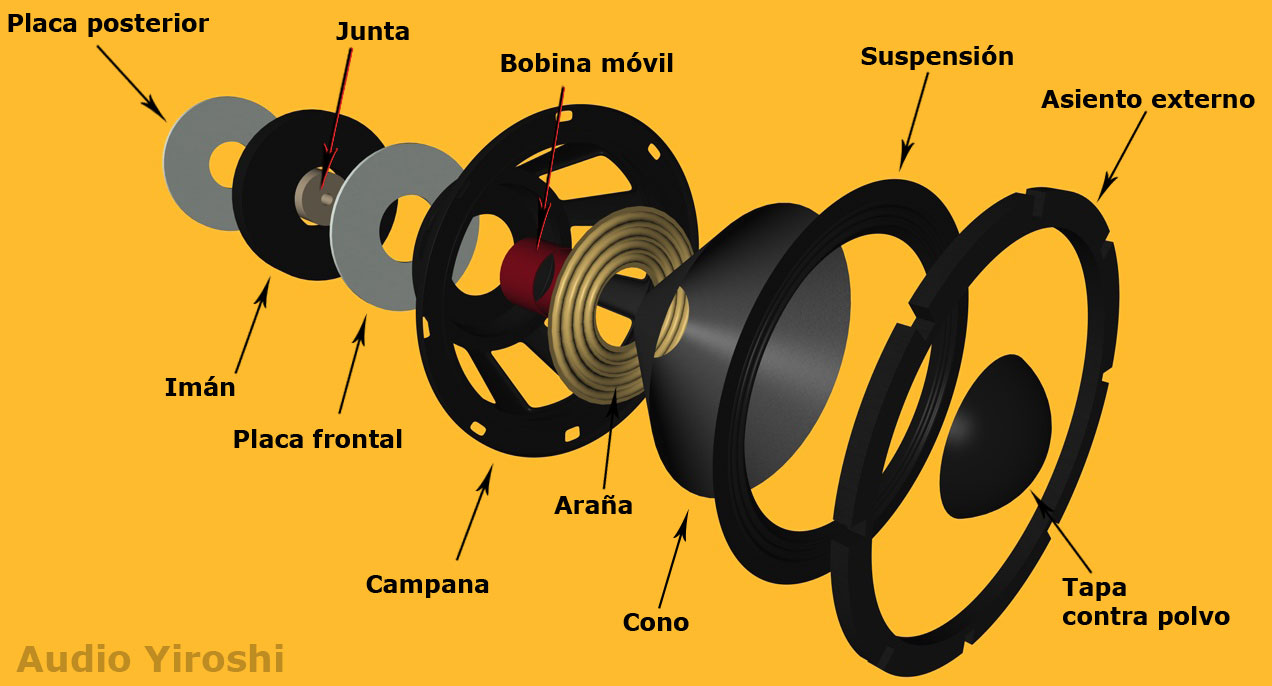 Placa posterior
Junta
Bobina móvil
Suspensión
Asiento externo
Imán
Placa frontal
Araña
Campana
Cono
Tapa
contra polvo
Audio Yiroshi